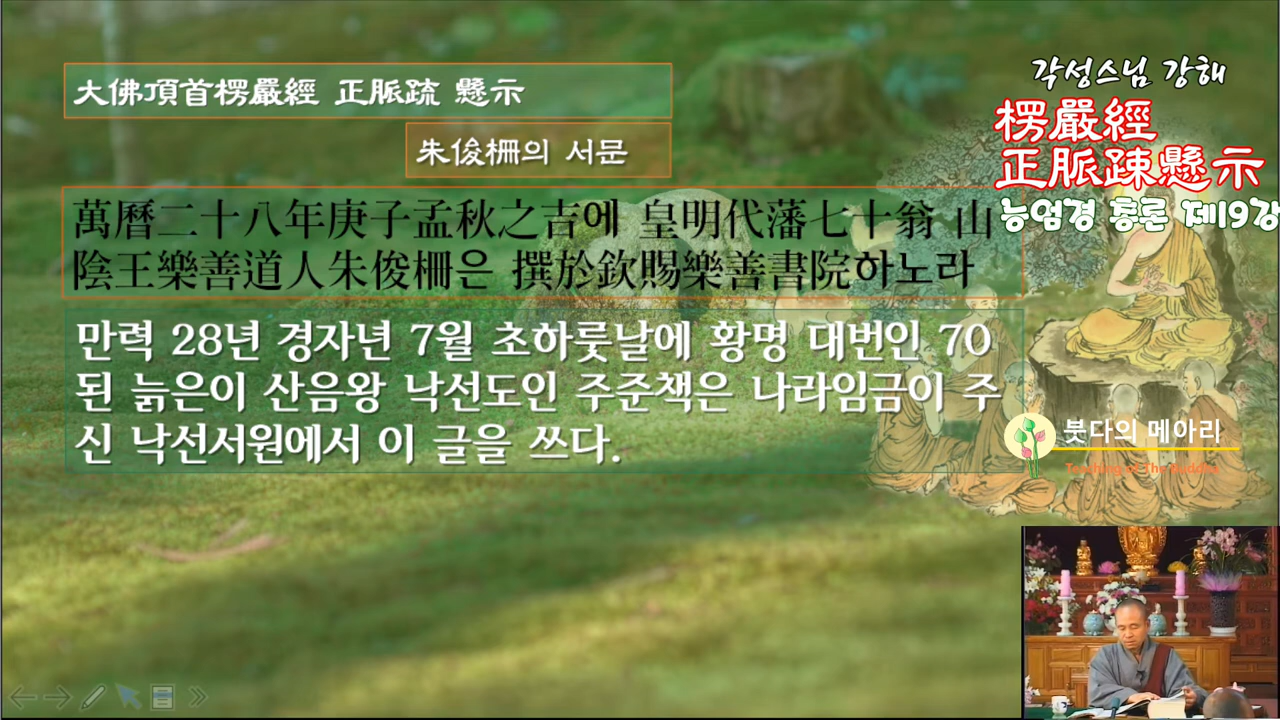 大佛頂首楞嚴經 正脈疏 懸示
朱俊柵의 서문
萬曆二十八年庚子孟秋之吉에 皇明代藩七十翁 山
陰王樂善道人朱俊柵은 撰於欽賜樂善書院하노라
만력 28년 경자년 7월 초하룻날에 황명 대번인 70
된 늙은이 산음왕 낙선도인 주준책은 나라임금이 주
신 낙선서원에서 이 글을 쓰다.
각성스님 강해
楞嚴經
正脈疎懸示
능엄경 총론 제19강
붓다의 메아리
Teaching of The Buddha